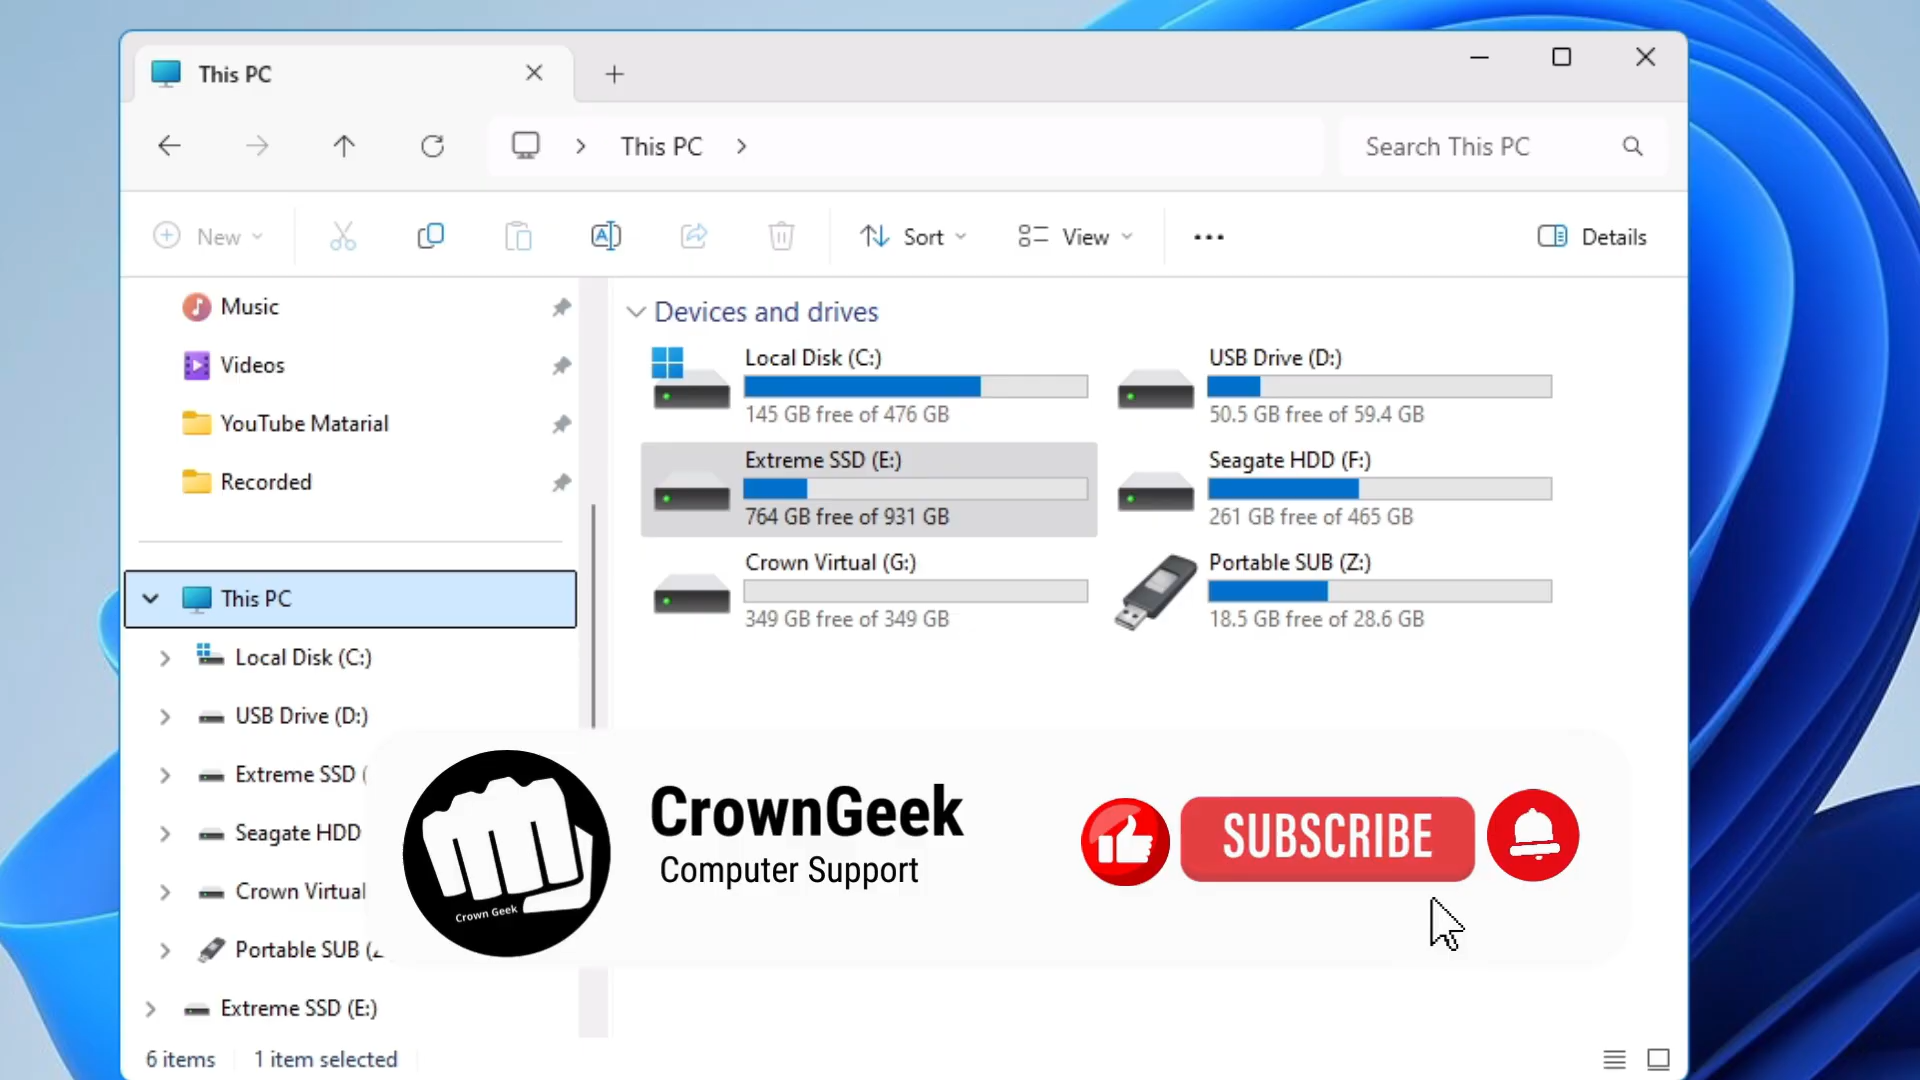 This PC
This PC
Search This PC
New
Sort
View
Details
Music
Videos
YouTube Matarial
Recorded
This PC
Local Disk (C:)
USB Drive (D:)
Extreme SSD (
Seagate HDD
Crown Virtual
Portable SUB (
Extreme SSD (E:)
Devices and drives
Local Disk (C:)
145 GB free of 476 GB
USB Drive (D:)
50.5 GB free of 59.4 GB
Extreme SSD (E:)
764 GB free of 931 GB
Seagate HDD (F:)
261 GB free of 465 GB
Crown Virtual (G:)
349 GB free of 349 GB
Portable SUB (Z:)
18.5 GB free of 28.6 GB
Crown Geek
CrownGeek
Computer Support
SUBSCRIBE
6 items
1 item selected